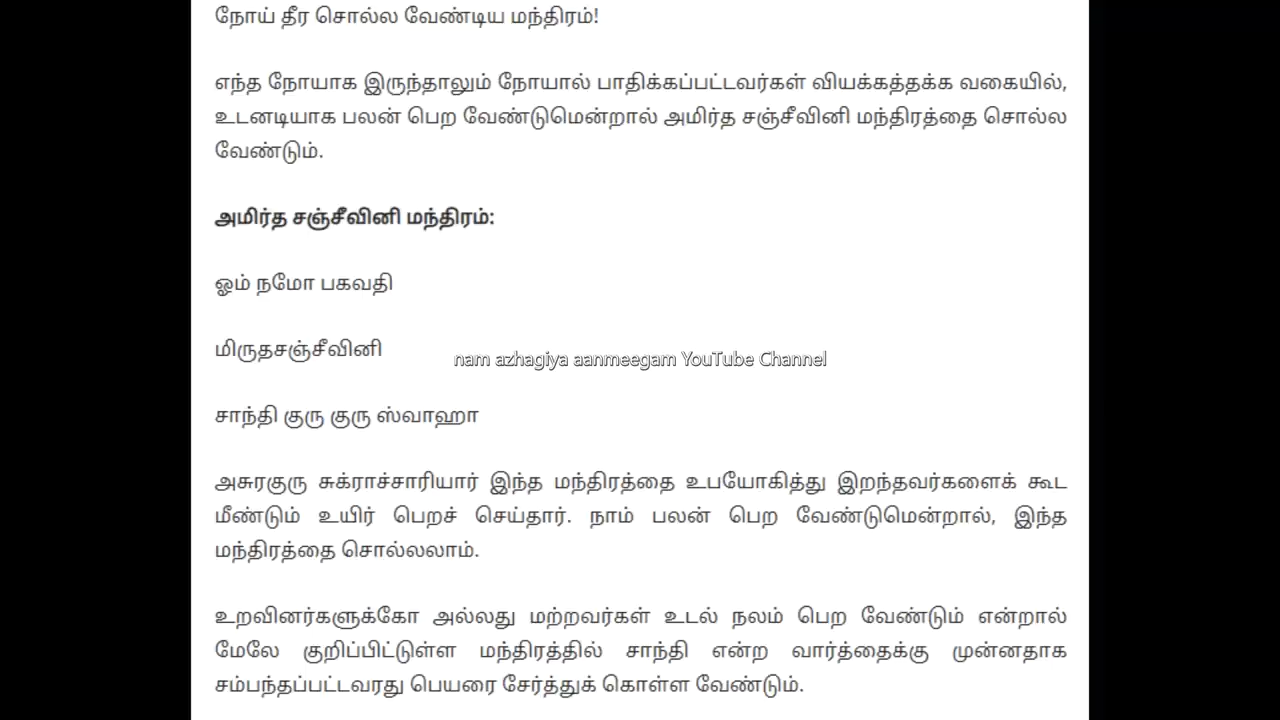 நோய் தீர சொல்ல வேண்டிய மந்திரம்!
எந்த நோயாக இருந்தாலும் நோயால் பாதிக்கப்பட்டவர்கள் வியக்கத்தக்க வகையில்,
உடனடியாக பலன் பெற வேண்டுமென்றால் அமிர்த சஞ்சீவினி மந்திரத்தை சொல்ல
வேண்டும்.
அமிர்த சஞ்சீவினி மந்திரம்:
ஓம் நமோ பகவதி
மிருதசஞ்சீவினி
nam azhagiya aanmeegam YouTube Channel
சாந்தி குரு குரு ஸ்வாஹா
அசுரகுரு சுக்ராச்சாரியார் இந்த மந்திரத்தை உபயோகித்து இறந்தவர்களைக் கூட
மீண்டும் உயிர் பெறச் செய்தார். நாம் பலன் பெற வேண்டுமென்றால், இந்த
மந்திரத்தை சொல்லலாம்.
உறவினர்களுக்கோ அல்லது மற்றவர்கள் உடல் நலம் பெற வேண்டும் என்றால்
மேலே குறிப்பிட்டுள்ள மந்திரத்தில் சாந்தி என்ற வார்த்தைக்கு முன்னதாக
சம்பந்தப்பட்டவரது பெயரை சேர்த்துக் கொள்ள வேண்டும்.